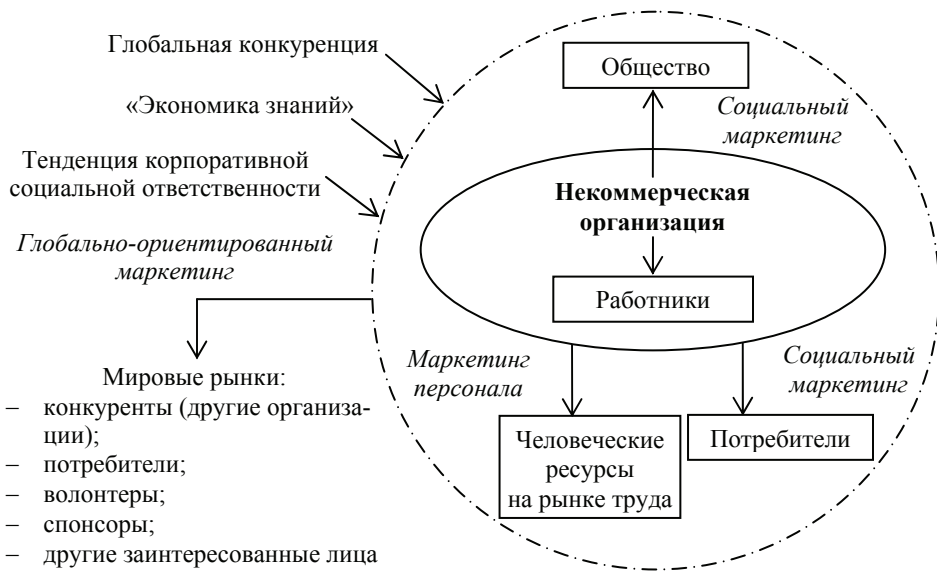 Глобальная конкуренция
«Экономика знаний»
Тенденция корпоративной
социальной ответственности
Глобально-ориентированный
маркетинг
Мировые рынки:
– конкуренты (другие организа-
ции);
– потребители;
– волонтеры;
– спонсоры;
– другие заинтересованные лица
Общество
Социальный
маркетинг
Некоммерческая
организация
Работники
Маркетинг
персонала
Социальный
маркетинг
Человеческие
ресурсы
на рынке труда
Потребители